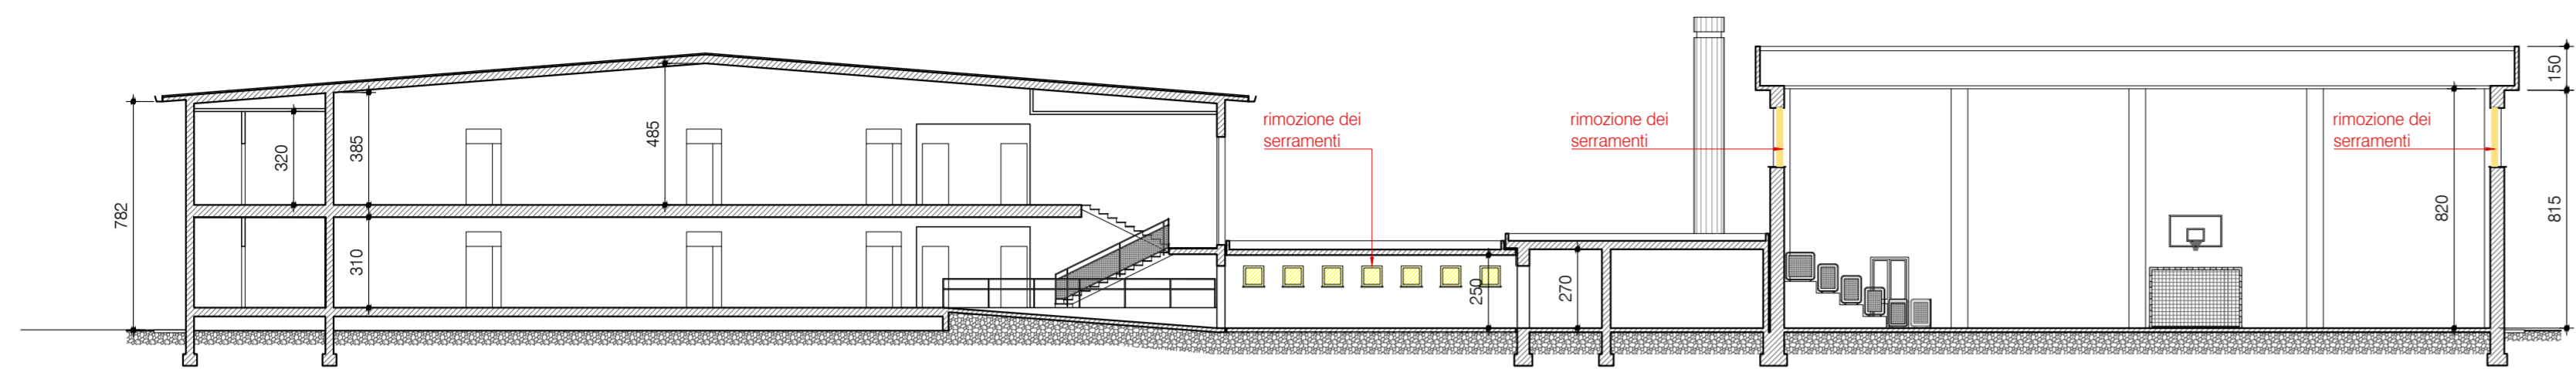 782
320
385
310
485
rimozione dei
serramenti
250
270
rimozione dei
serramenti
rimozione dei
serramenti
820
150
815